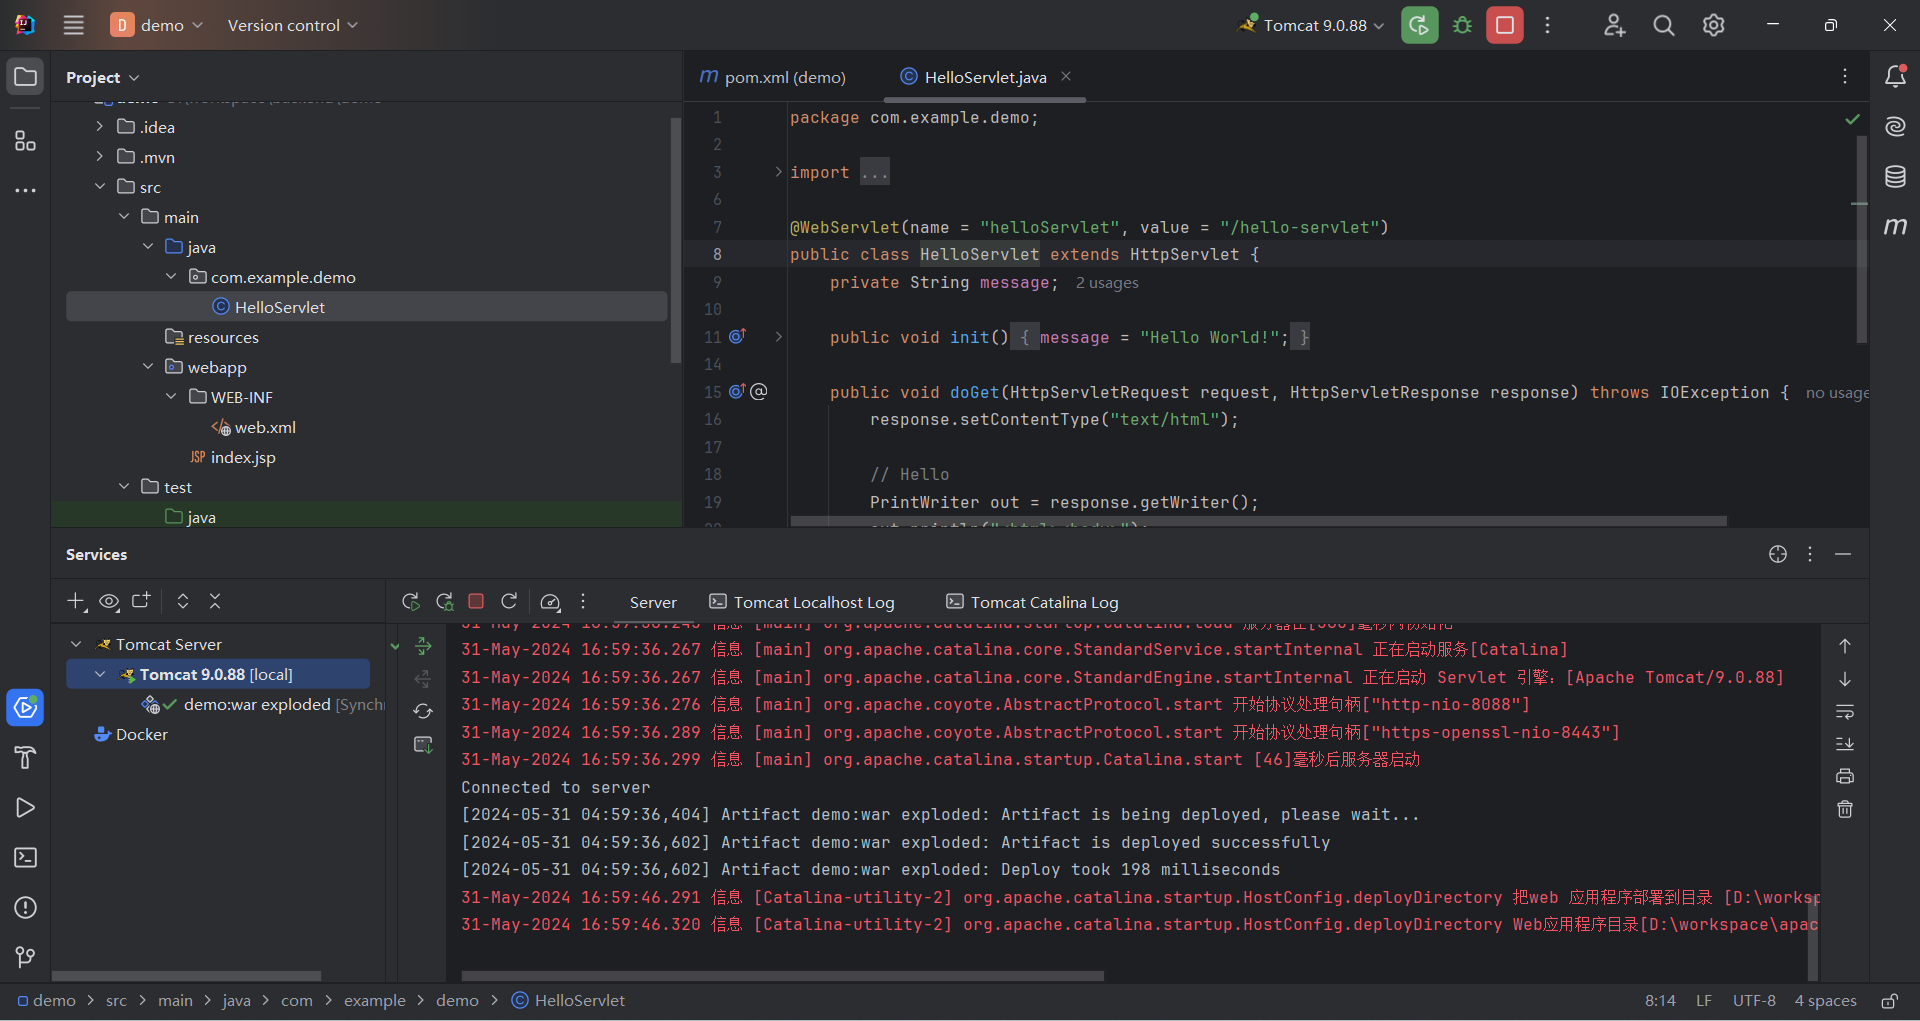 D demo Version control Tomcat 9.0.88
Project
pom.xml (demo) HelloServlet.java
.idea
.mvn
src
main
java
com.example.demo
HelloServlet
resources
webapp
WEB-INF
web.xml
JSP index.jsp
test
java
1 package com.example.demo;
2
3 import ...
6
7 @WebServlet(name = "helloServlet", value = "/hello-servlet")
8 public class HelloServlet extends HttpServlet {
9 private String message; 2 usages
10
11 public void init() { message = "Hello World!"; }
14
15 public void doGet(HttpServletRequest request, HttpServletResponse response) throws IOException { no usage
16 response.setContentType("text/html");
17
18 // Hello
19 PrintWriter out = response.getWriter();
Services
Server Tomcat Localhost Log Tomcat Catalina Log
Tomcat Server
Tomcat 9.0.88 [local]
demo:war exploded [Synchr
Docker
31-May-2024 16:59:36.267 信息 [main] org.apache.catalina.core.StandardService.startInternal 正在启动服务[Catalina]
31-May-2024 16:59:36.267 信息 [main] org.apache.catalina.core.StandardEngine.startInternal 正在启动 Servlet 引擎：[Apache Tomcat/9.0.88]
31-May-2024 16:59:36.276 信息 [main] org.apache.coyote.AbstractProtocol.start 开始协议处理句柄["http-nio-8088"]
31-May-2024 16:59:36.289 信息 [main] org.apache.coyote.AbstractProtocol.start 开始协议处理句柄["https-openssl-nio-8443"]
31-May-2024 16:59:36.299 信息 [main] org.apache.catalina.startup.Catalina.start [46]毫秒后服务器启动
Connected to server
[2024-05-31 04:59:36,404] Artifact demo:war exploded: Artifact is being deployed, please wait...
[2024-05-31 04:59:36,602] Artifact demo:war exploded: Artifact is deployed successfully
[2024-05-31 04:59:36,602] Artifact demo:war exploded: Deploy took 198 milliseconds
31-May-2024 16:59:46.291 信息 [Catalina-utility-2] org.apache.catalina.startup.HostConfig.deployDirectory 把web 应用程序部署到目录 [D:\worksp
31-May-2024 16:59:46.320 信息 [Catalina-utility-2] org.apache.catalina.startup.HostConfig.deployDirectory Web应用程序目录[D:\workspace\apac
demo > src > main > java > com > example > demo > HelloServlet 8:14 LF UTF-8 4 spaces